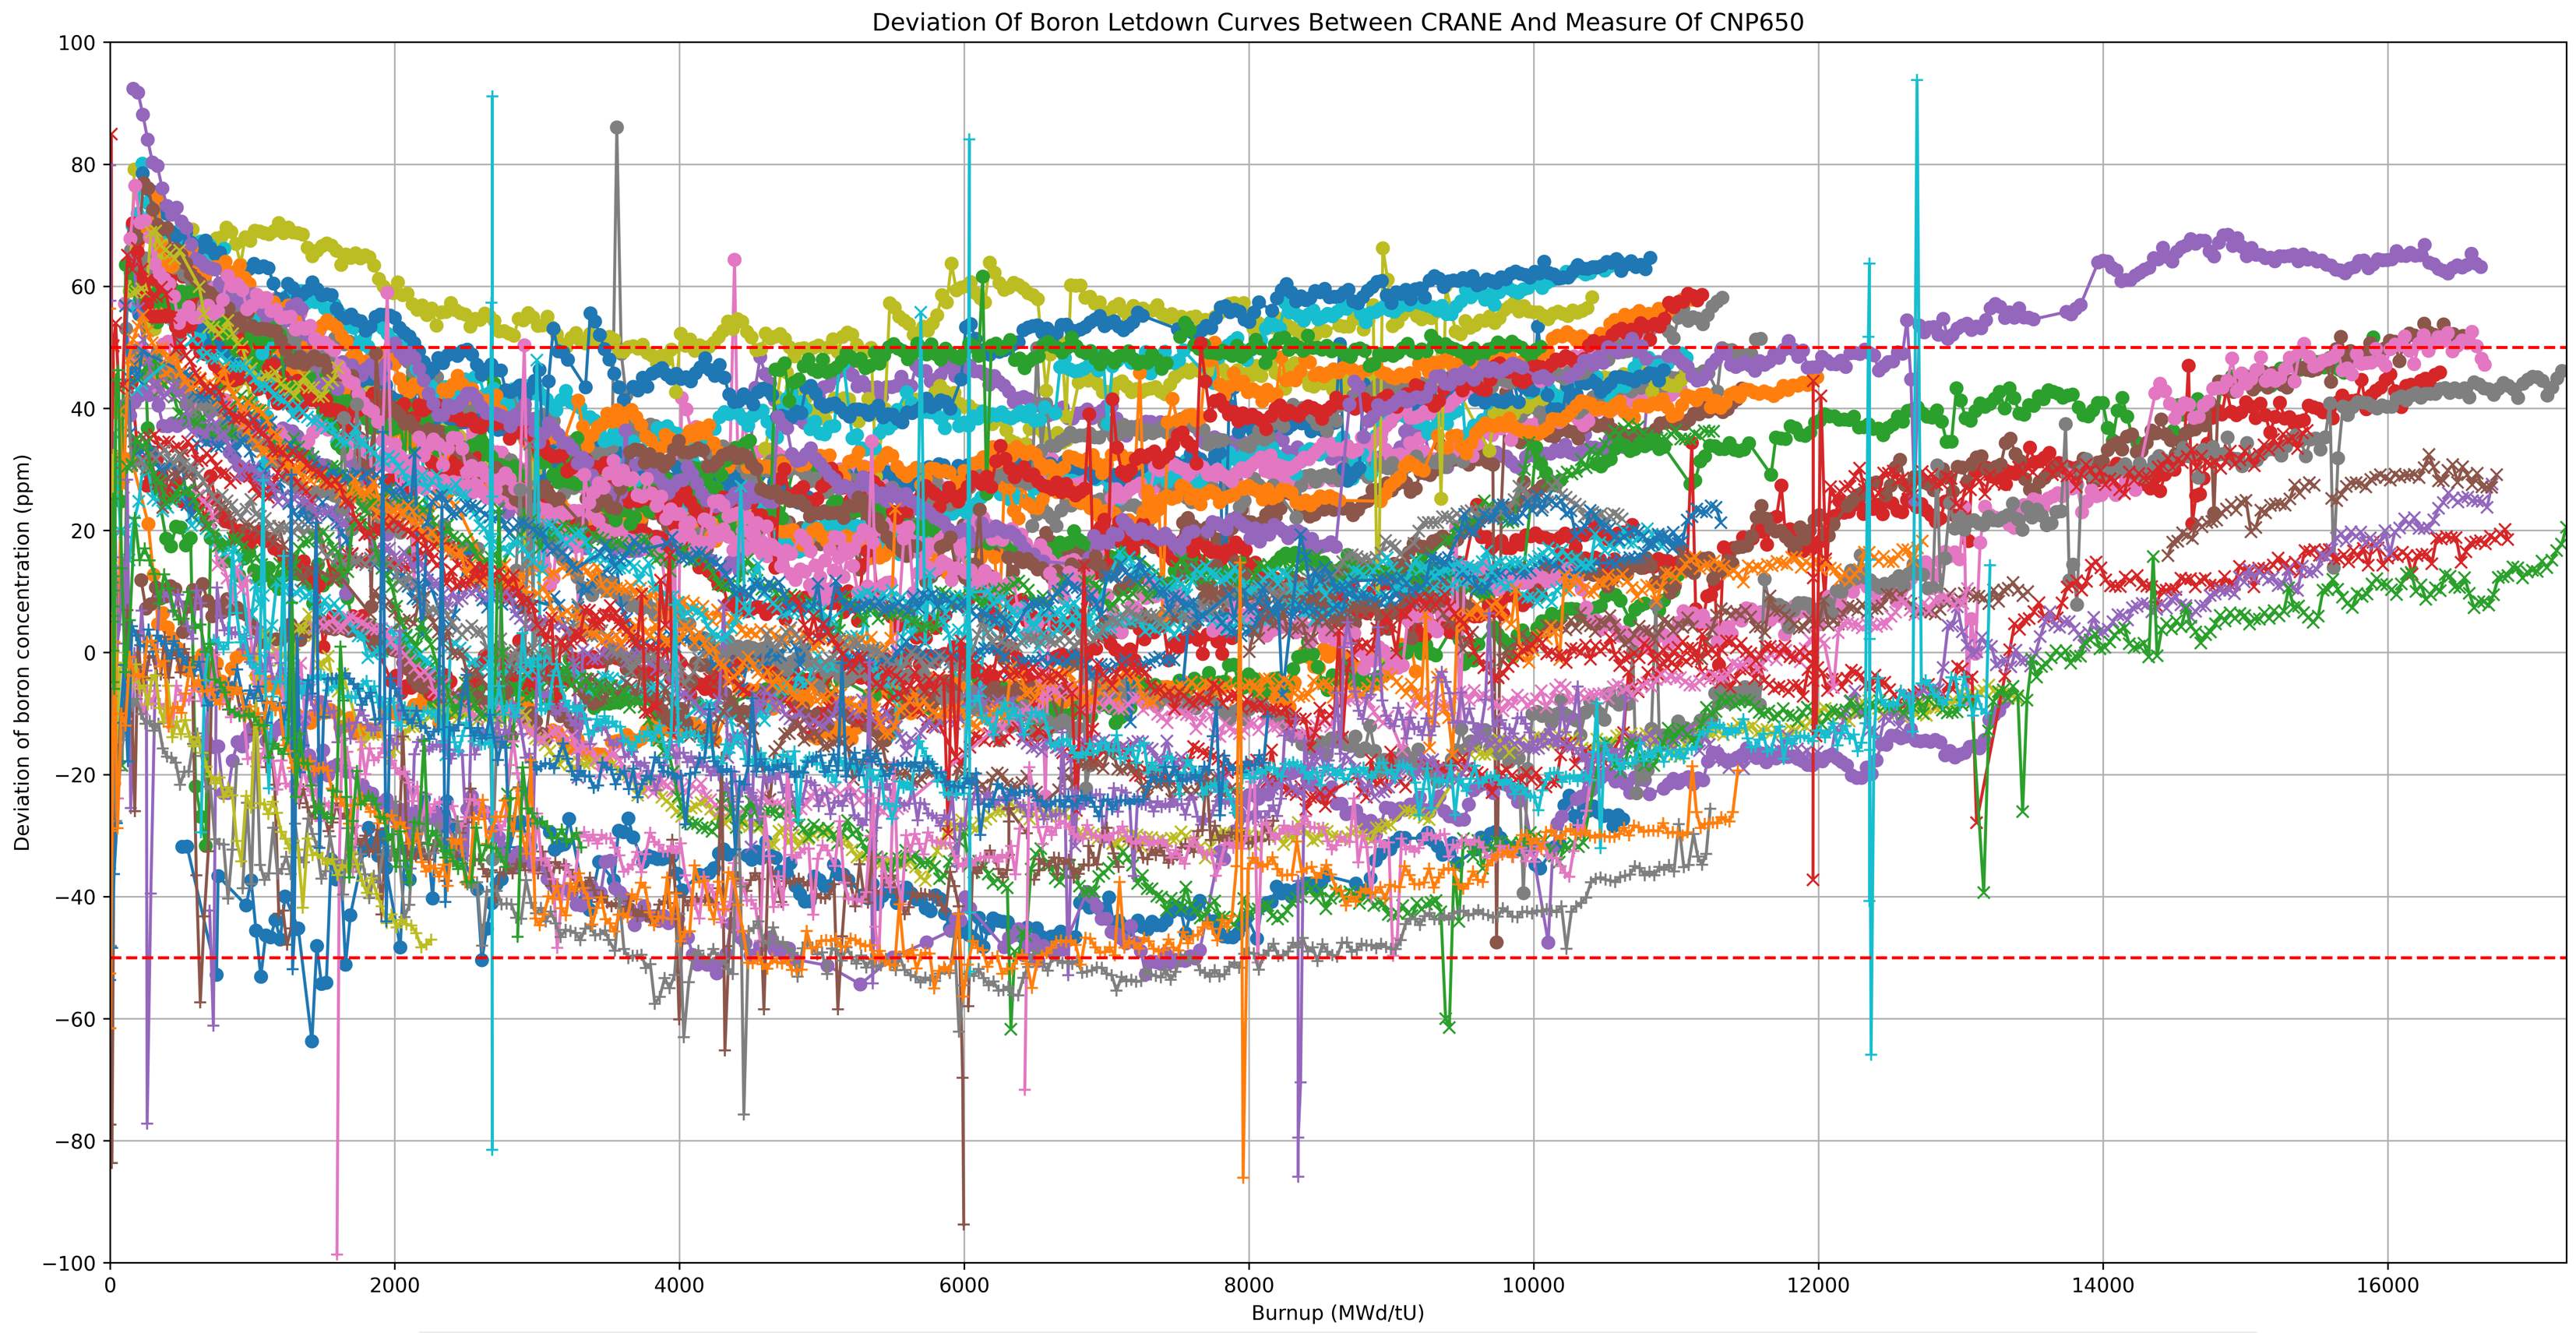 Deviation Of Boron Letdown Curves Between CRANE And Measure Of CNP650
100
80
60
40
20
0
−20
−40
−60
−80
−100
Deviation of boron concentration (ppm)
0 2000 4000 6000 8000 10000 12000 14000 16000
Burnup (MWd/tU)